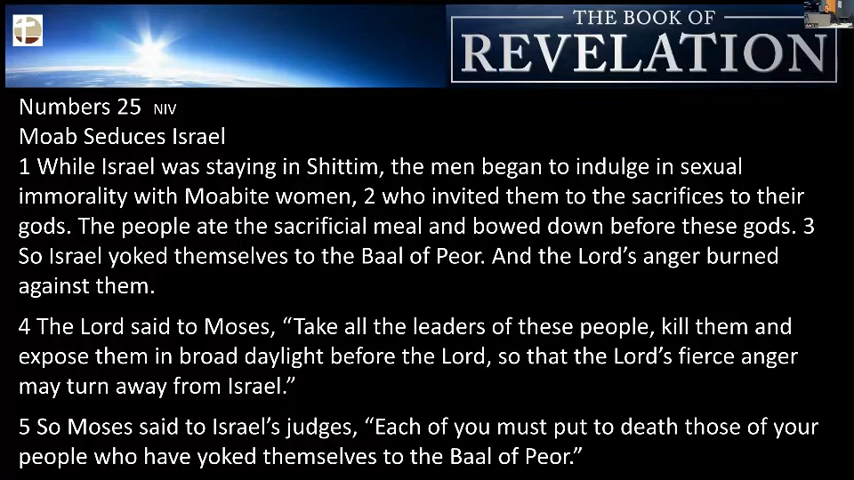 THE BOOK OF
REVELATION
Numbers 25 NIV
Moab Seduces Israel
1 While Israel was staying in Shittim, the men began to indulge in sexual
immorality with Moabite women, 2 who invited them to the sacrifices to their
gods. The people ate the sacrificial meal and bowed down before these gods. 3
So Israel yoked themselves to the Baal of Peor. And the Lord’s anger burned
against them.
4 The Lord said to Moses, “Take all the leaders of these people, kill them and
expose them in broad daylight before the Lord, so that the Lord’s fierce anger
may turn away from Israel.”
5 So Moses said to Israel’s judges, “Each of you must put to death those of your
people who have yoked themselves to the Baal of Peor.”